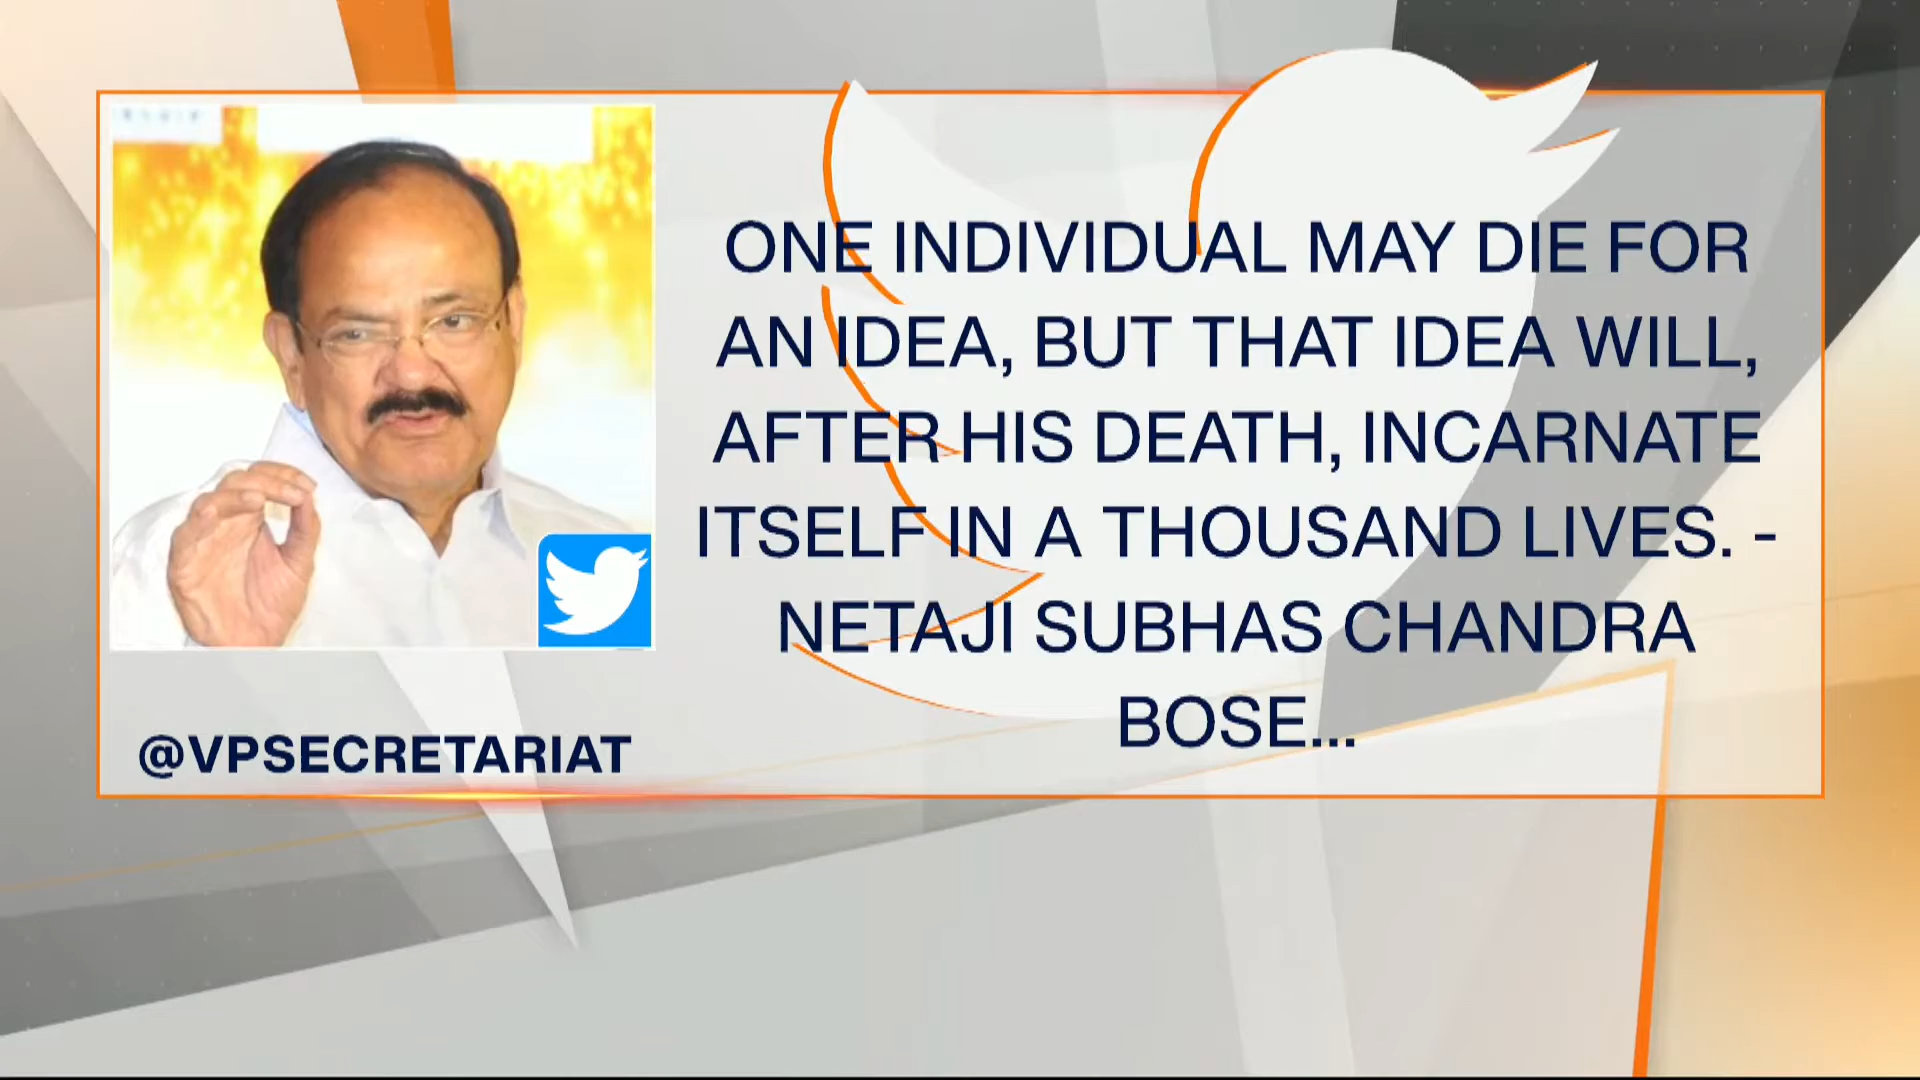 ONE INDIVIDUAL MAY DIE FOR
AN IDEA, BUT THAT IDEA WILL,
AFTER HIS DEATH, INCARNATE
ITSELF IN A THOUSAND LIVES. -
NETAJI SUBHAS CHANDRA
BOSE...
@VPSECRETARIAT